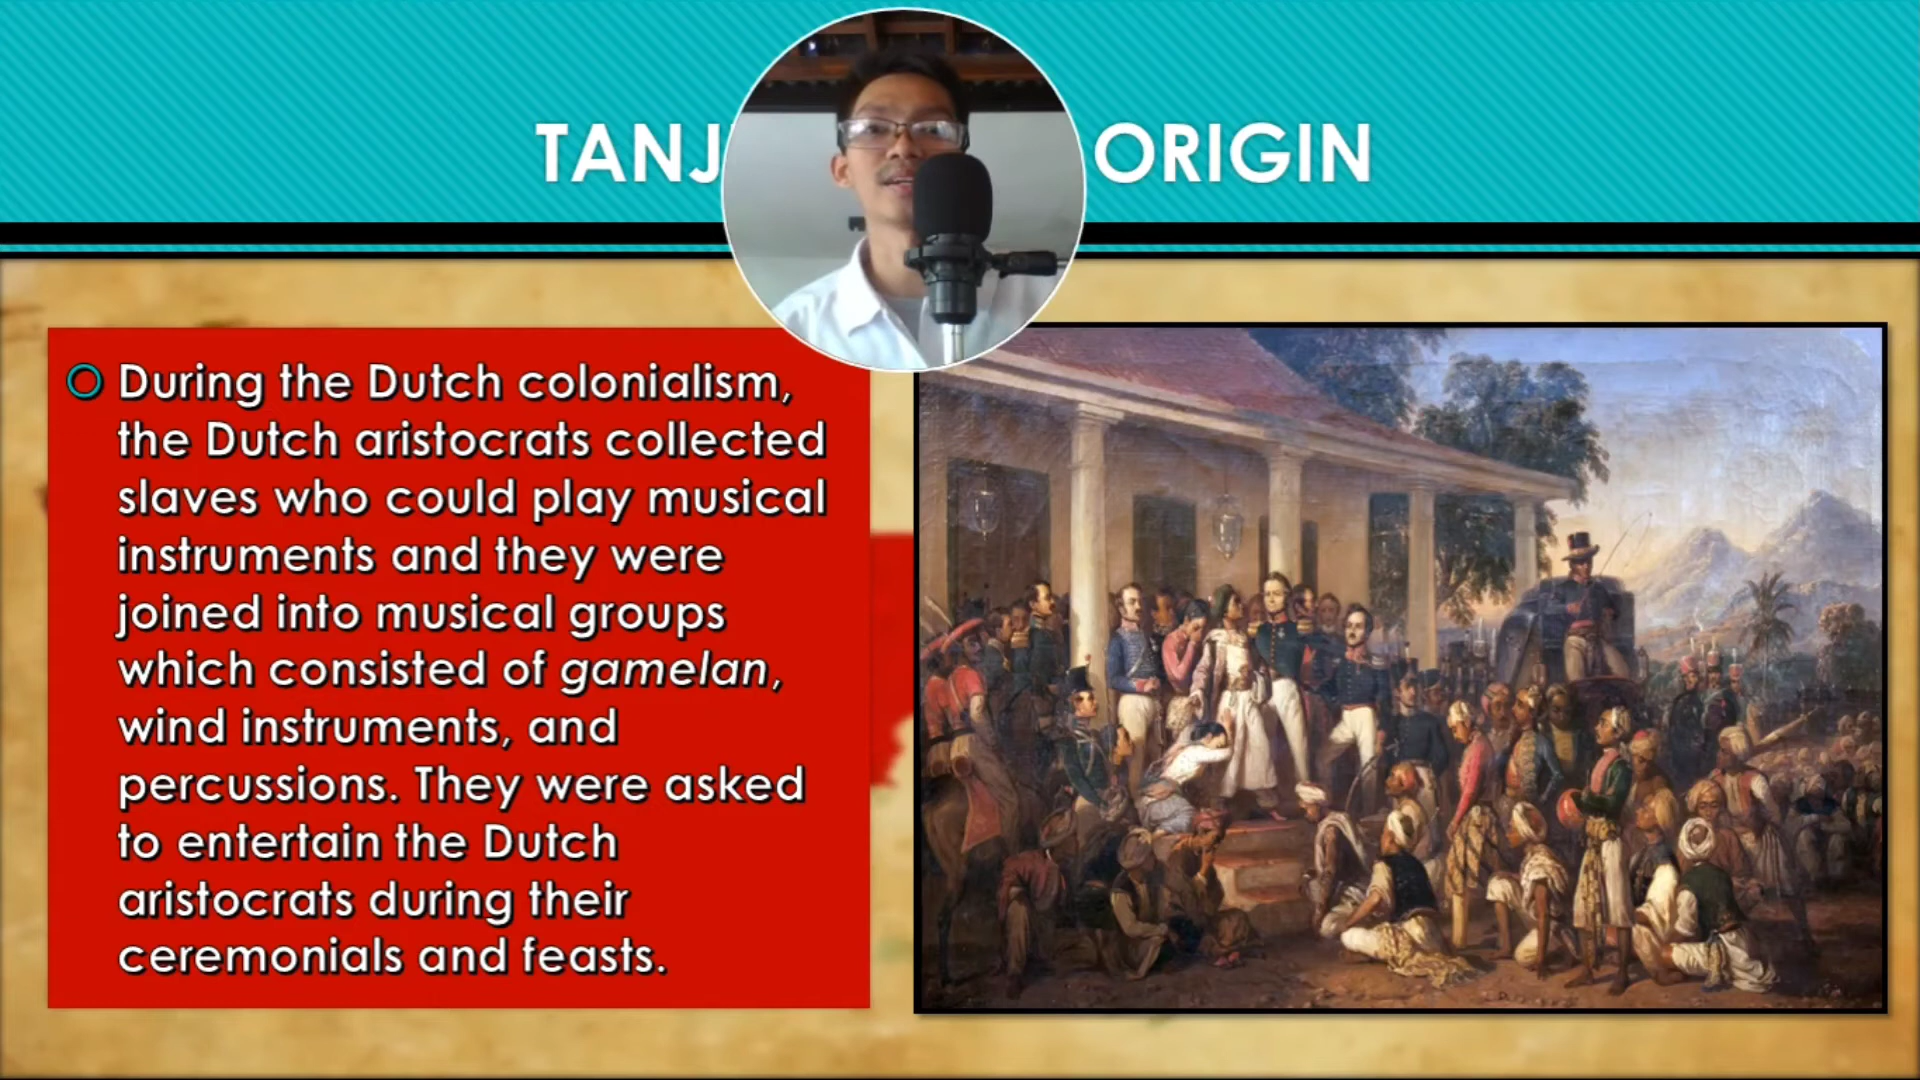 TANJ ORIGIN
During the Dutch colonialism,
the Dutch aristocrats collected
slaves who could play musical
instruments and they were
joined into musical groups
which consisted of gamelan,
wind instruments, and
percussions. They were asked
to entertain the Dutch
aristocrats during their
ceremonials and feasts.